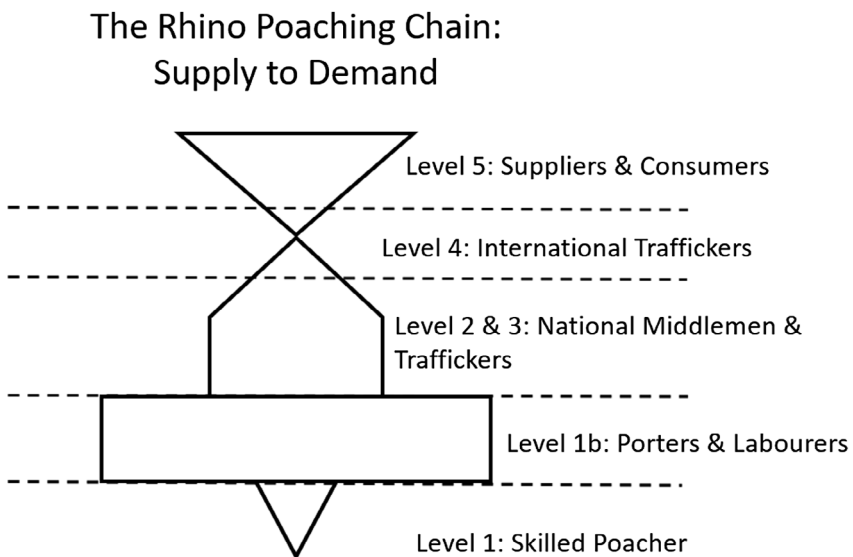 The Rhino Poaching Chain:
Supply to Demand
Level 5: Suppliers & Consumers
Level 4: International Traffickers
Level 2 & 3: National Middlemen &
Traffickers
Level 1b: Porters & Labourers
Level 1: Skilled Poacher